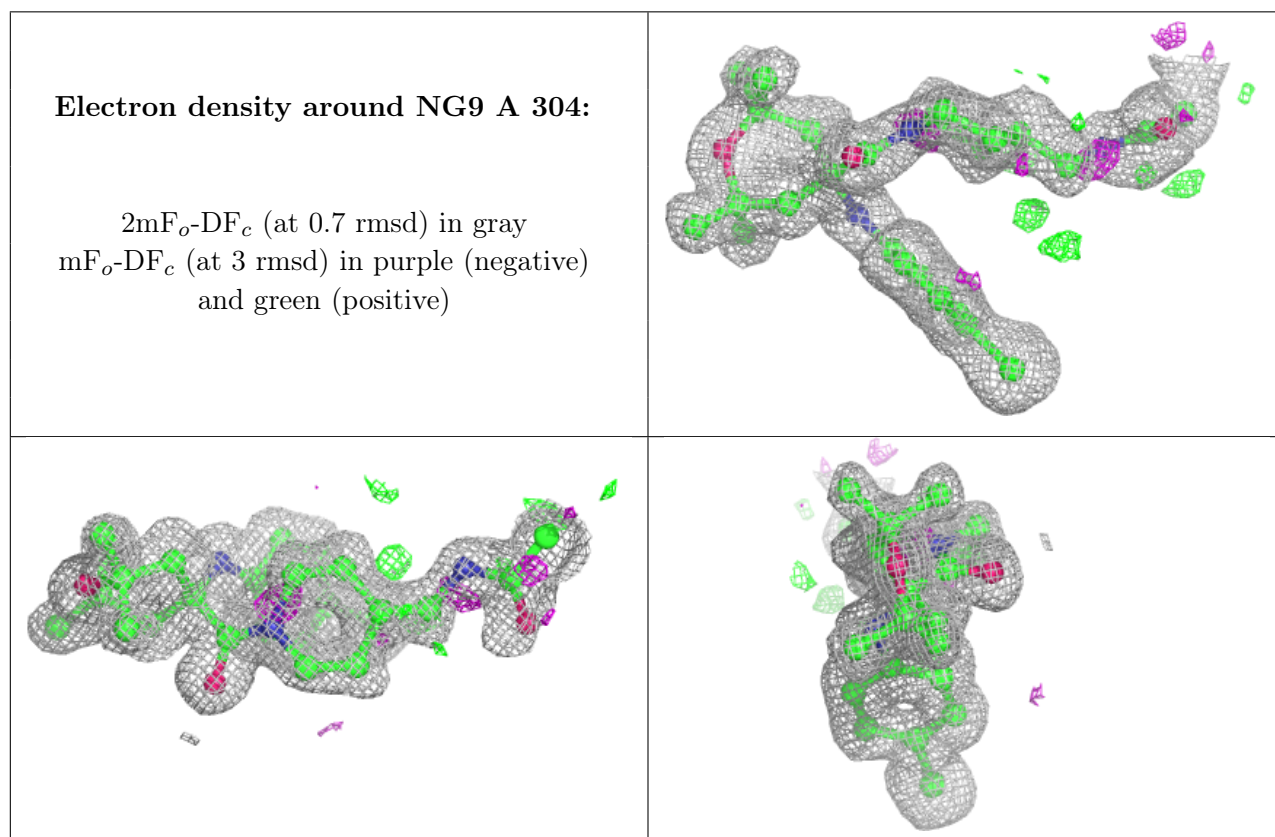 Electron density around NG9 A 304:
2mFo-DFc (at 0.7 rmsd) in gray
mFo-DFc (at 3 rmsd) in purple (negative)
and green (positive)